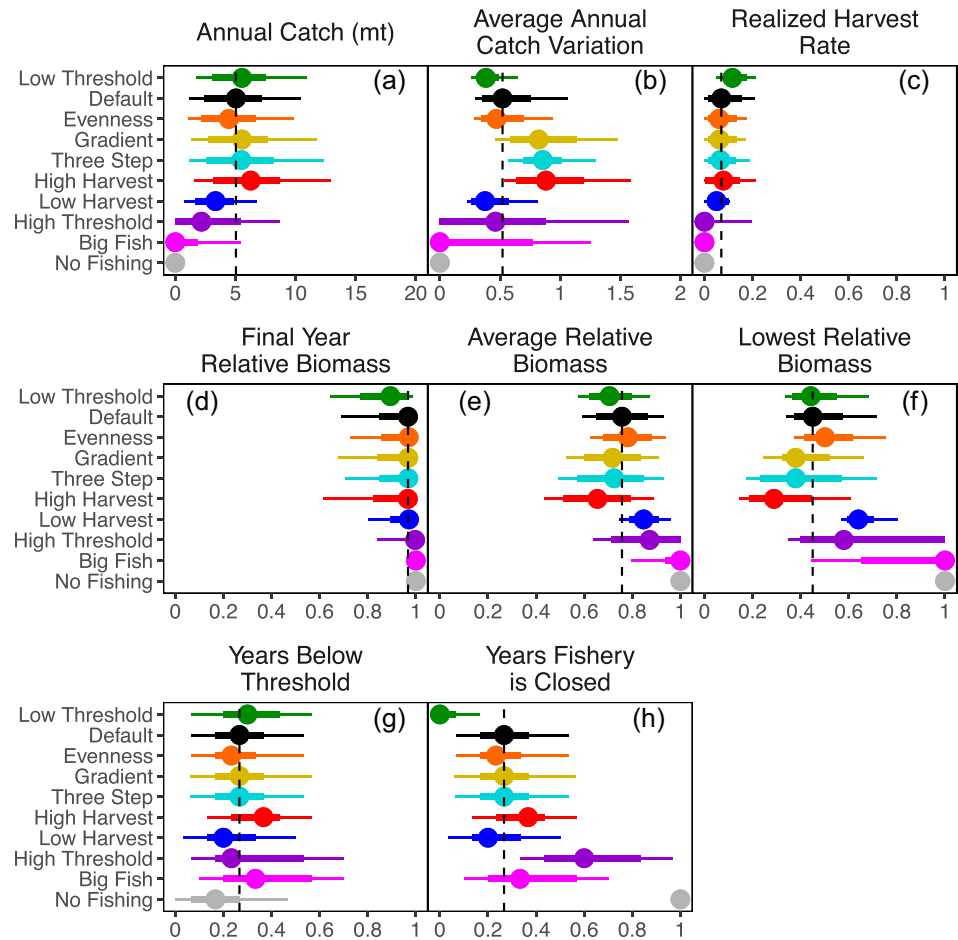 Annual Catch (mt)
Average Annual
Catch Variation
Realized Harvest
Rate
Low Threshold
Default
Evenness
Gradient
Three Step
High Harvest
Low Harvest
High Threshold
Big Fish
No Fishing
(a)
(b)
(c)
0 5 10 15 20
0 0.5 1 1.5 2
0 0.2 0.4 0.6 0.8 1
Final Year
Relative Biomass
Average Relative
Biomass
Lowest Relative
Biomass
Low Threshold
Default
Evenness
Gradient
Three Step
High Harvest
Low Harvest
High Threshold
Big Fish
No Fishing
(d)
(e)
(f)
0 0.2 0.4 0.6 0.8 1
0 0.2 0.4 0.6 0.8 1
0 0.2 0.4 0.6 0.8 1
Years Below
Threshold
Years Fishery
is Closed
Low Threshold
Default
Evenness
Gradient
Three Step
High Harvest
Low Harvest
High Threshold
Big Fish
No Fishing
(g)
(h)
0 0.2 0.4 0.6 0.8 1
0 0.2 0.4 0.6 0.8 1